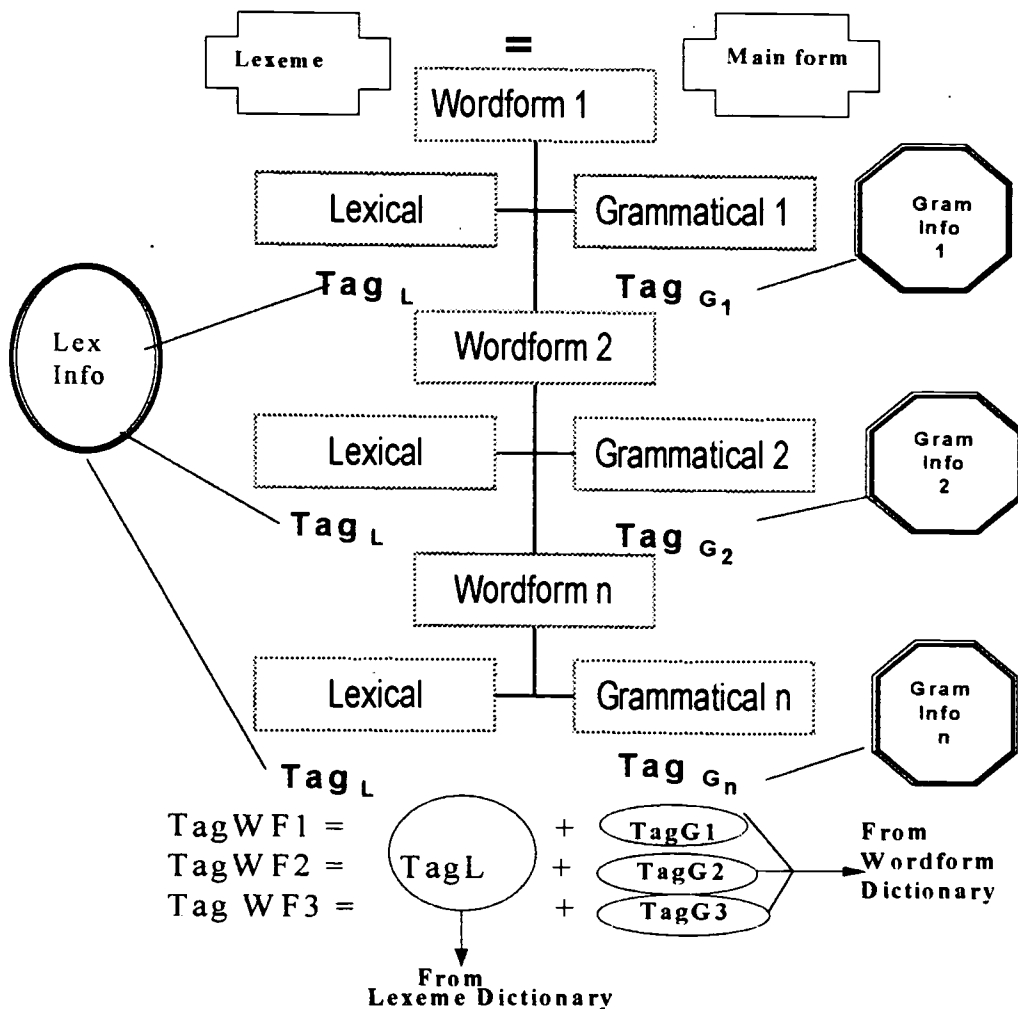 Lexeme
=
Main form
Wordform 1
Lexical
Grammatical 1
Gram
Info
1
Tag L
Tag G1
Lex
Info
Wordform 2
Lexical
Grammatical 2
Gram
Info
2
Tag L
Tag G2
Wordform n
Lexical
Grammatical n
Gram
Info
n
Tag L
Tag Gn
TagWF1 =
+
TagG1
TagWF2 =
TagL
+
TagG2
Tag WF3 =
+
TagG3
From
Wordform
Dictionary
From
Lexeme Dictionary